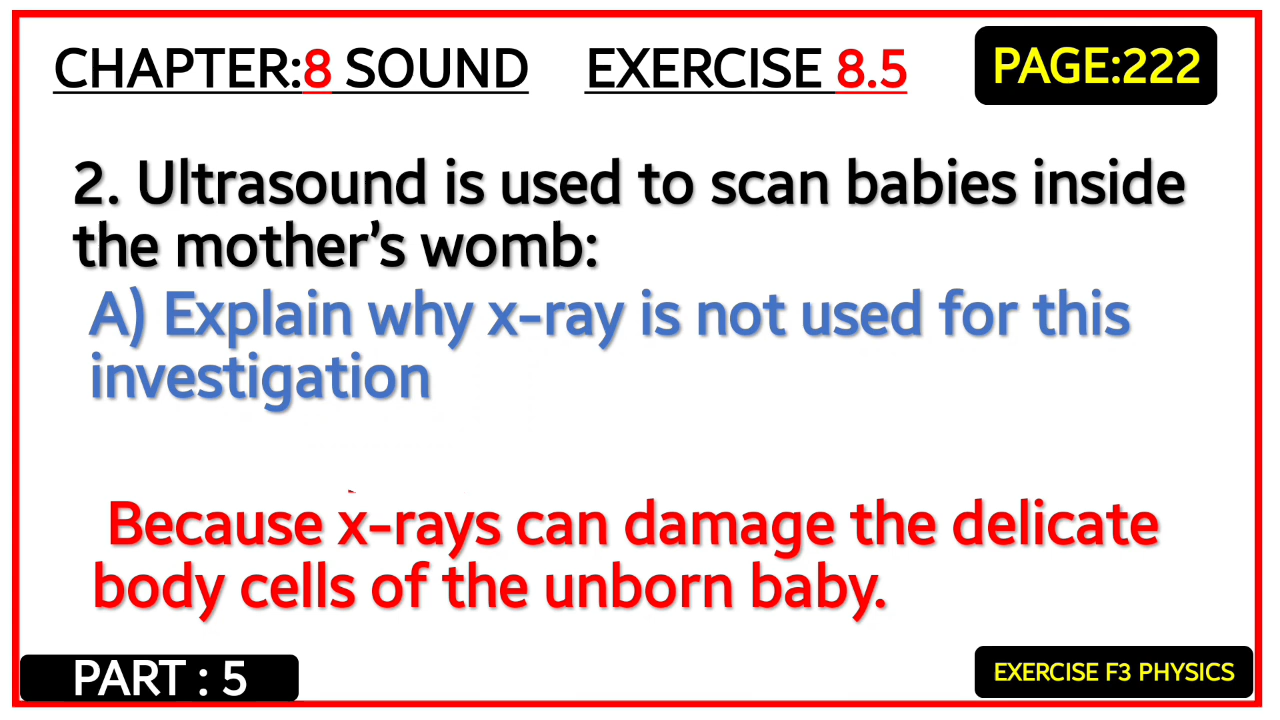 CHAPTER:8 SOUND EXERCISE 8.5 PAGE:222
2. Ultrasound is used to scan babies inside
the mother’s womb:
A) Explain why x-ray is not used for this
investigation
Because x-rays can damage the delicate
body cells of the unborn baby.
PART : 5
EXERCISE F3 PHYSICS